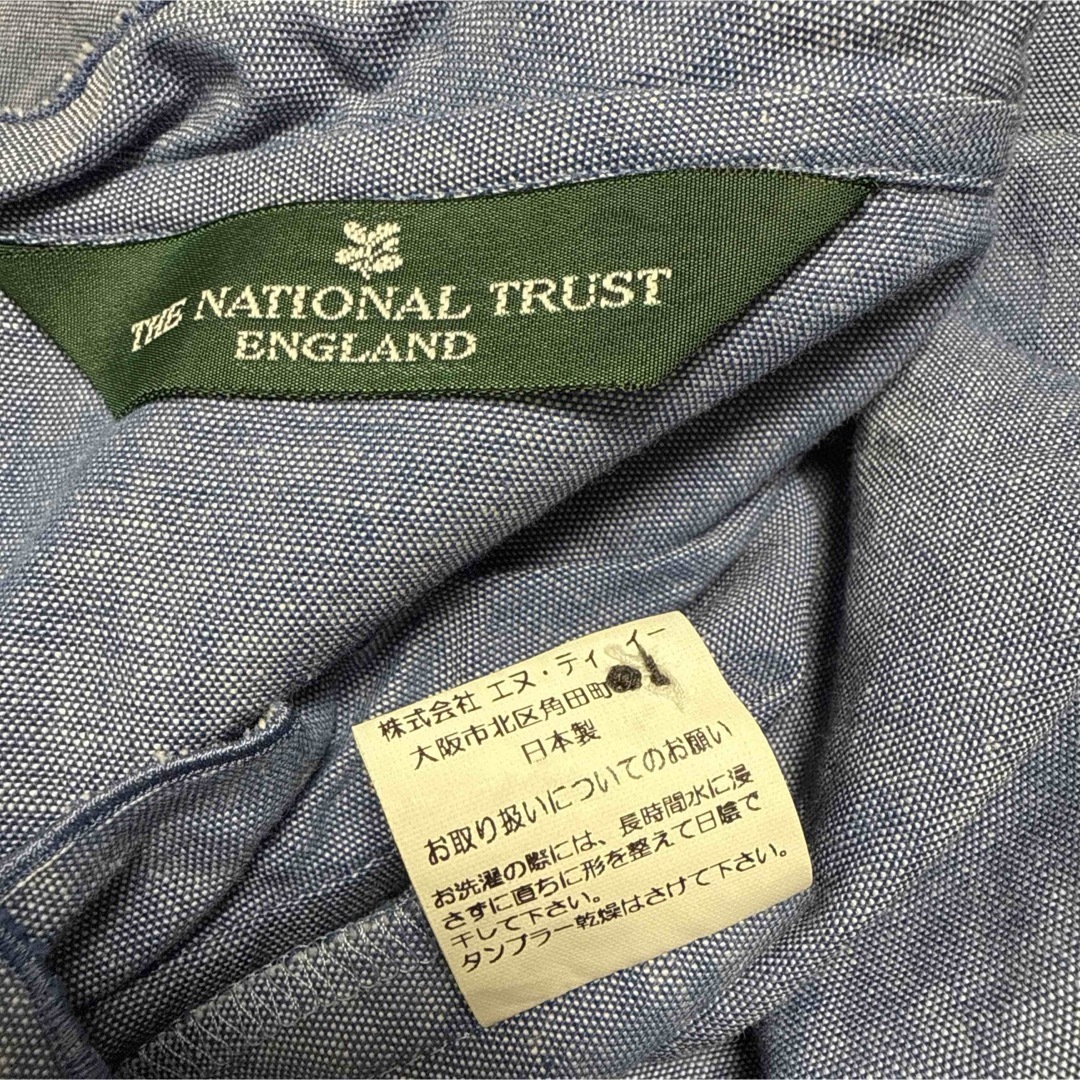 THE NATIONAL TRUST
ENGLAND
株式会社 エヌ・ティ イー
大阪市北区角田町
日本製
お取り扱いについてのお願い
お洗濯の際には、長時間水に浸
さずに直ちに形を整えて日陰で
干して下さい。
タンブラー乾燥はさけて下さい。